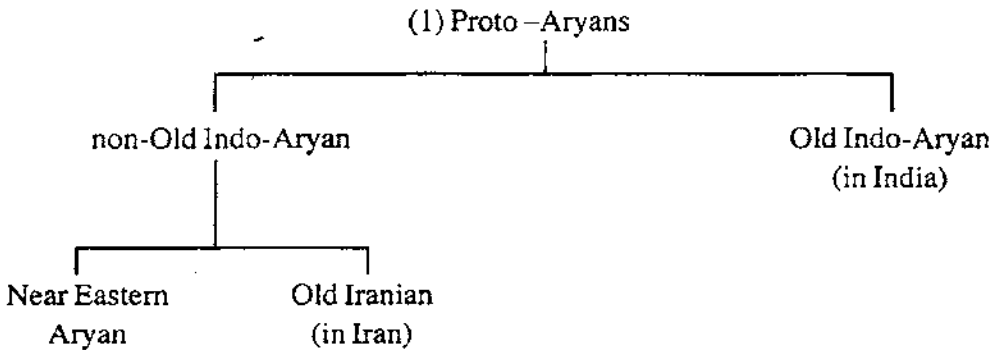 (1) Proto –Aryans
non-Old Indo-Aryan
Old Indo-Aryan
(in India)
Near Eastern
Aryan
Old Iranian
(in Iran)